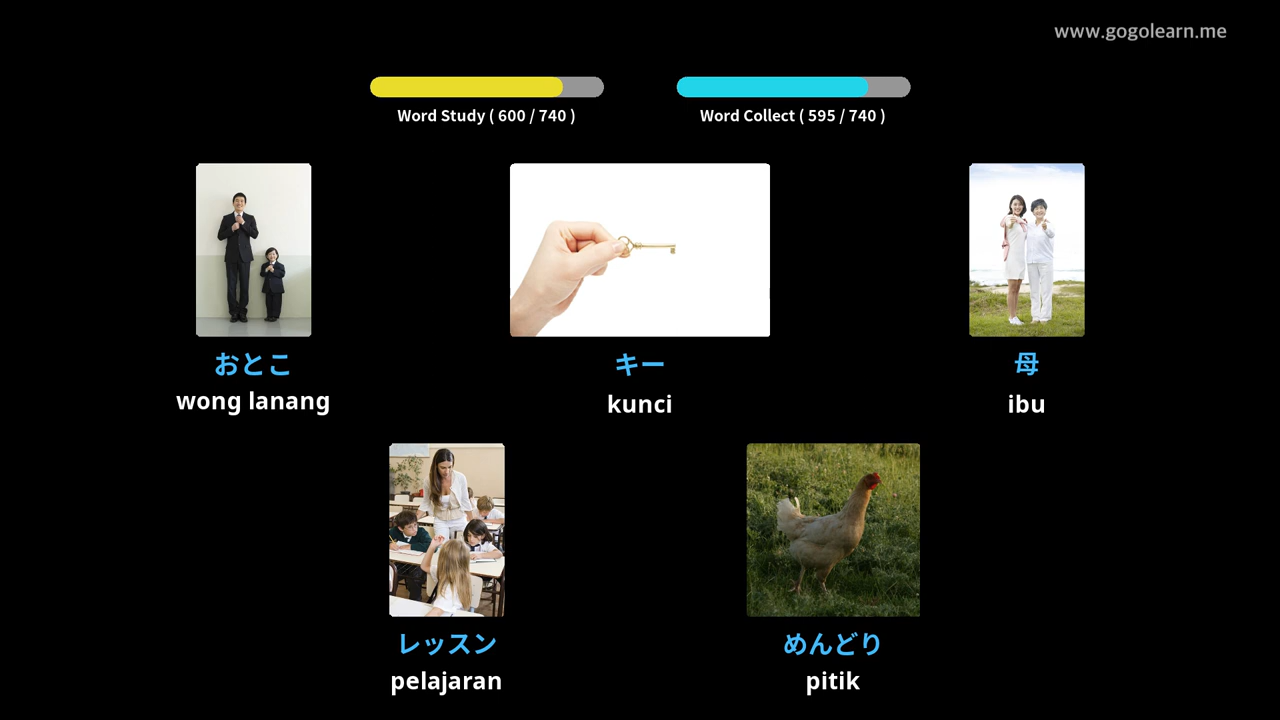 www.gogolearn.me
Word Study ( 600 / 740 )
Word Collect ( 595 / 740 )
おとこ
wong lanang
キー
kunci
母
ibu
レッスン
pelajaran
めんどり
pitik